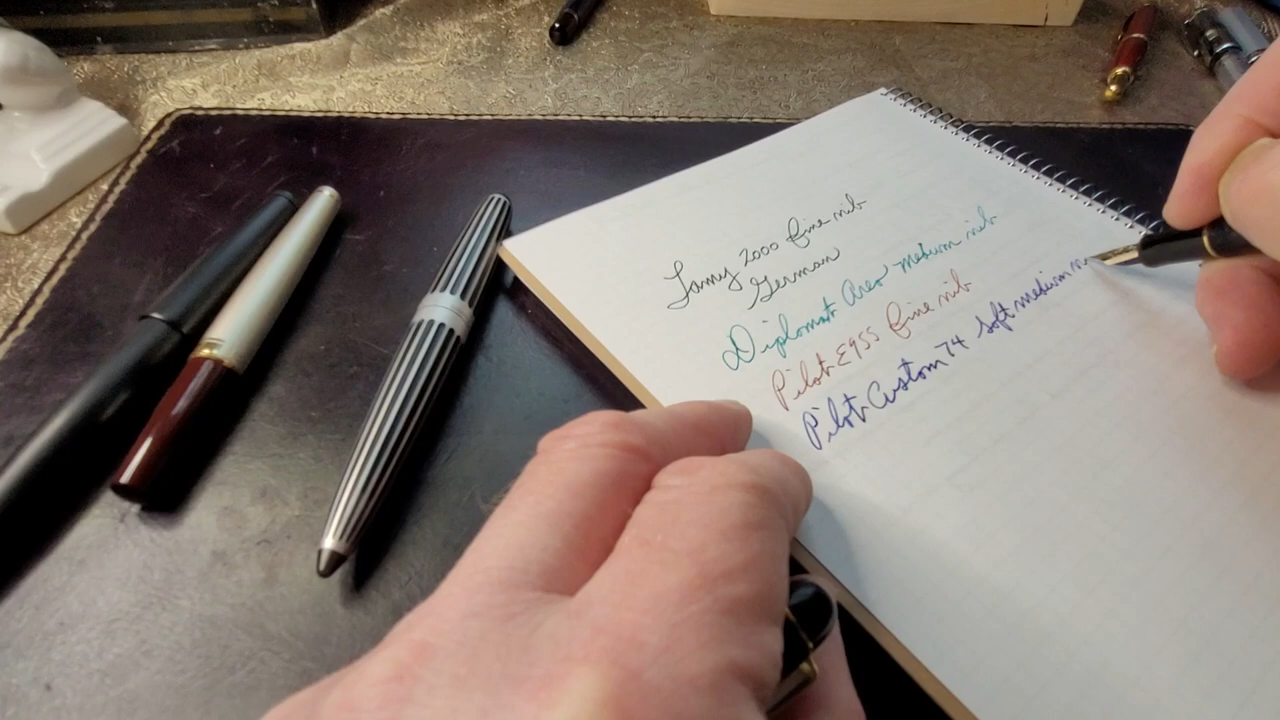 Lamy 2000 fine nib
German
Diplomat Aero medium nib
Pilot E95S fine nib
Pilot Custom 74 soft medium n